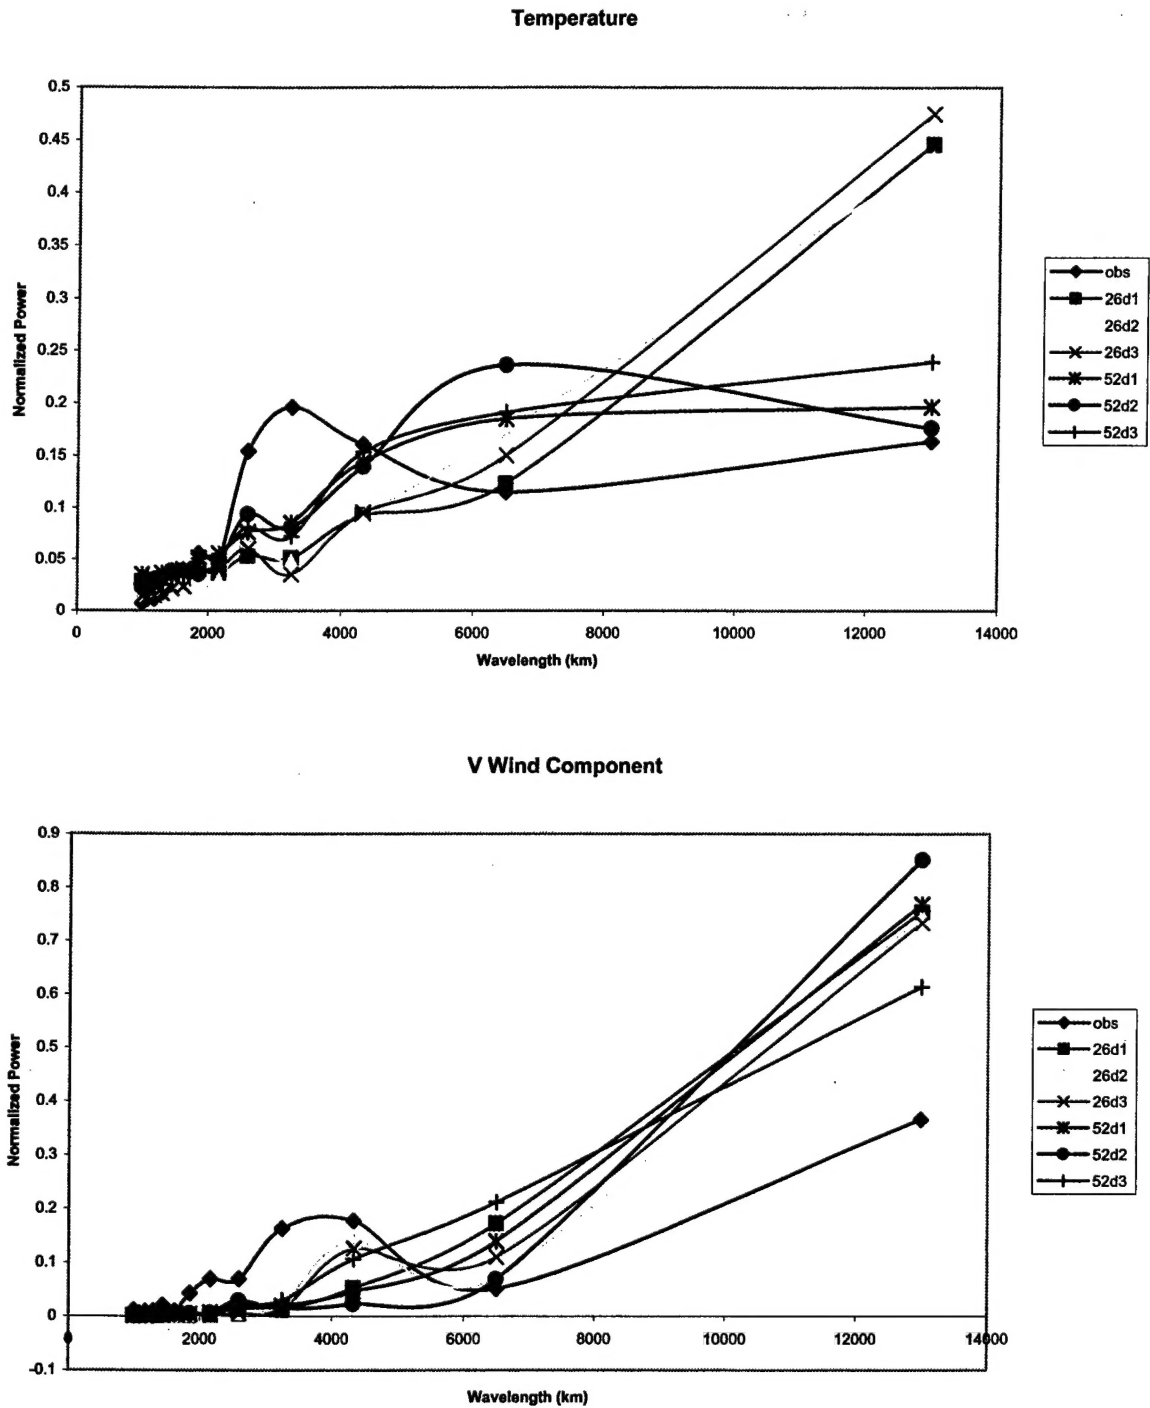 Temperature
0.5
0.45
0.4
0.35
0.3
0.25
0.2
0.15
0.1
0.05
0
Normalized Power
0 2000 4000 6000 8000 10000 12000 14000
Wavelength (km)
obs
26d1
26d2
26d3
52d1
52d2
52d3
V Wind Component
0.9
0.8
0.7
0.6
0.5
0.4
0.3
0.2
0.1
0
-0.1
Normalized Power
0 2000 4000 6000 8000 10000 12000 14000
Wavelength (km)
obs
26d1
26d2
26d3
52d1
52d2
52d3